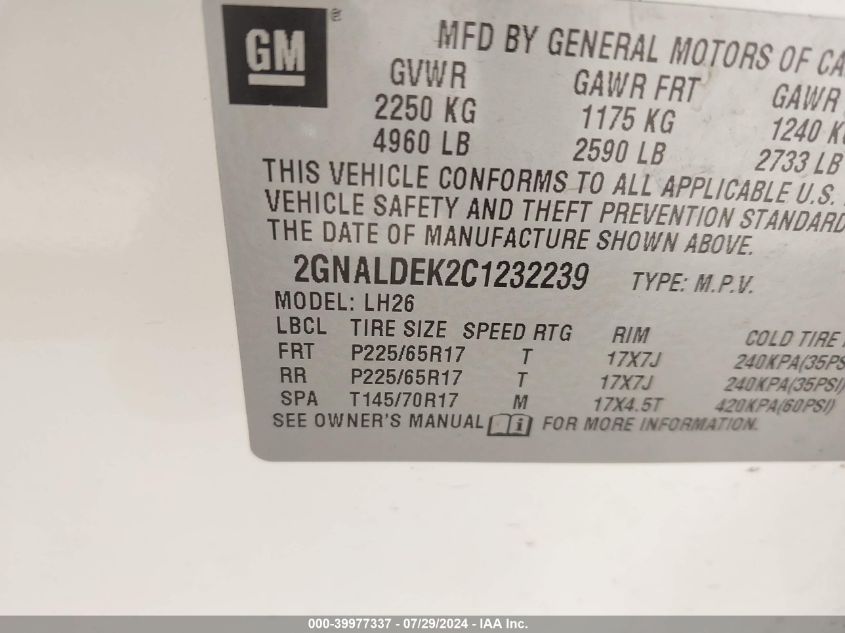 GM
®
MFD BY GENERAL MOTORS OF CA
GVWR GAWR FRT GAWR
2250 KG 1175 KG 1240 K
4960 LB 2590 LB 2733 LB
THIS VEHICLE CONFORMS TO ALL APPLICABLE U.S.
VEHICLE SAFETY AND THEFT PREVENTION STANDARD
THE DATE OF MANUFACTURE SHOWN ABOVE.
2GNALDEK2C1232239 TYPE: M.P.V.
MODEL: LH26
LBCL TIRE SIZE SPEED RTG RIM COLD TIRE
FRT P225/65R17 T 17X7J 240KPA(35PS
RR P225/65R17 T 17X7J 240KPA(35PSI)
SPA T145/70R17 M 17X4.5T 420KPA(60PSI)
SEE OWNER'S MANUAL i FOR MORE INFORMATION.
000-39977337 - 07/29/2024 - IAA Inc.